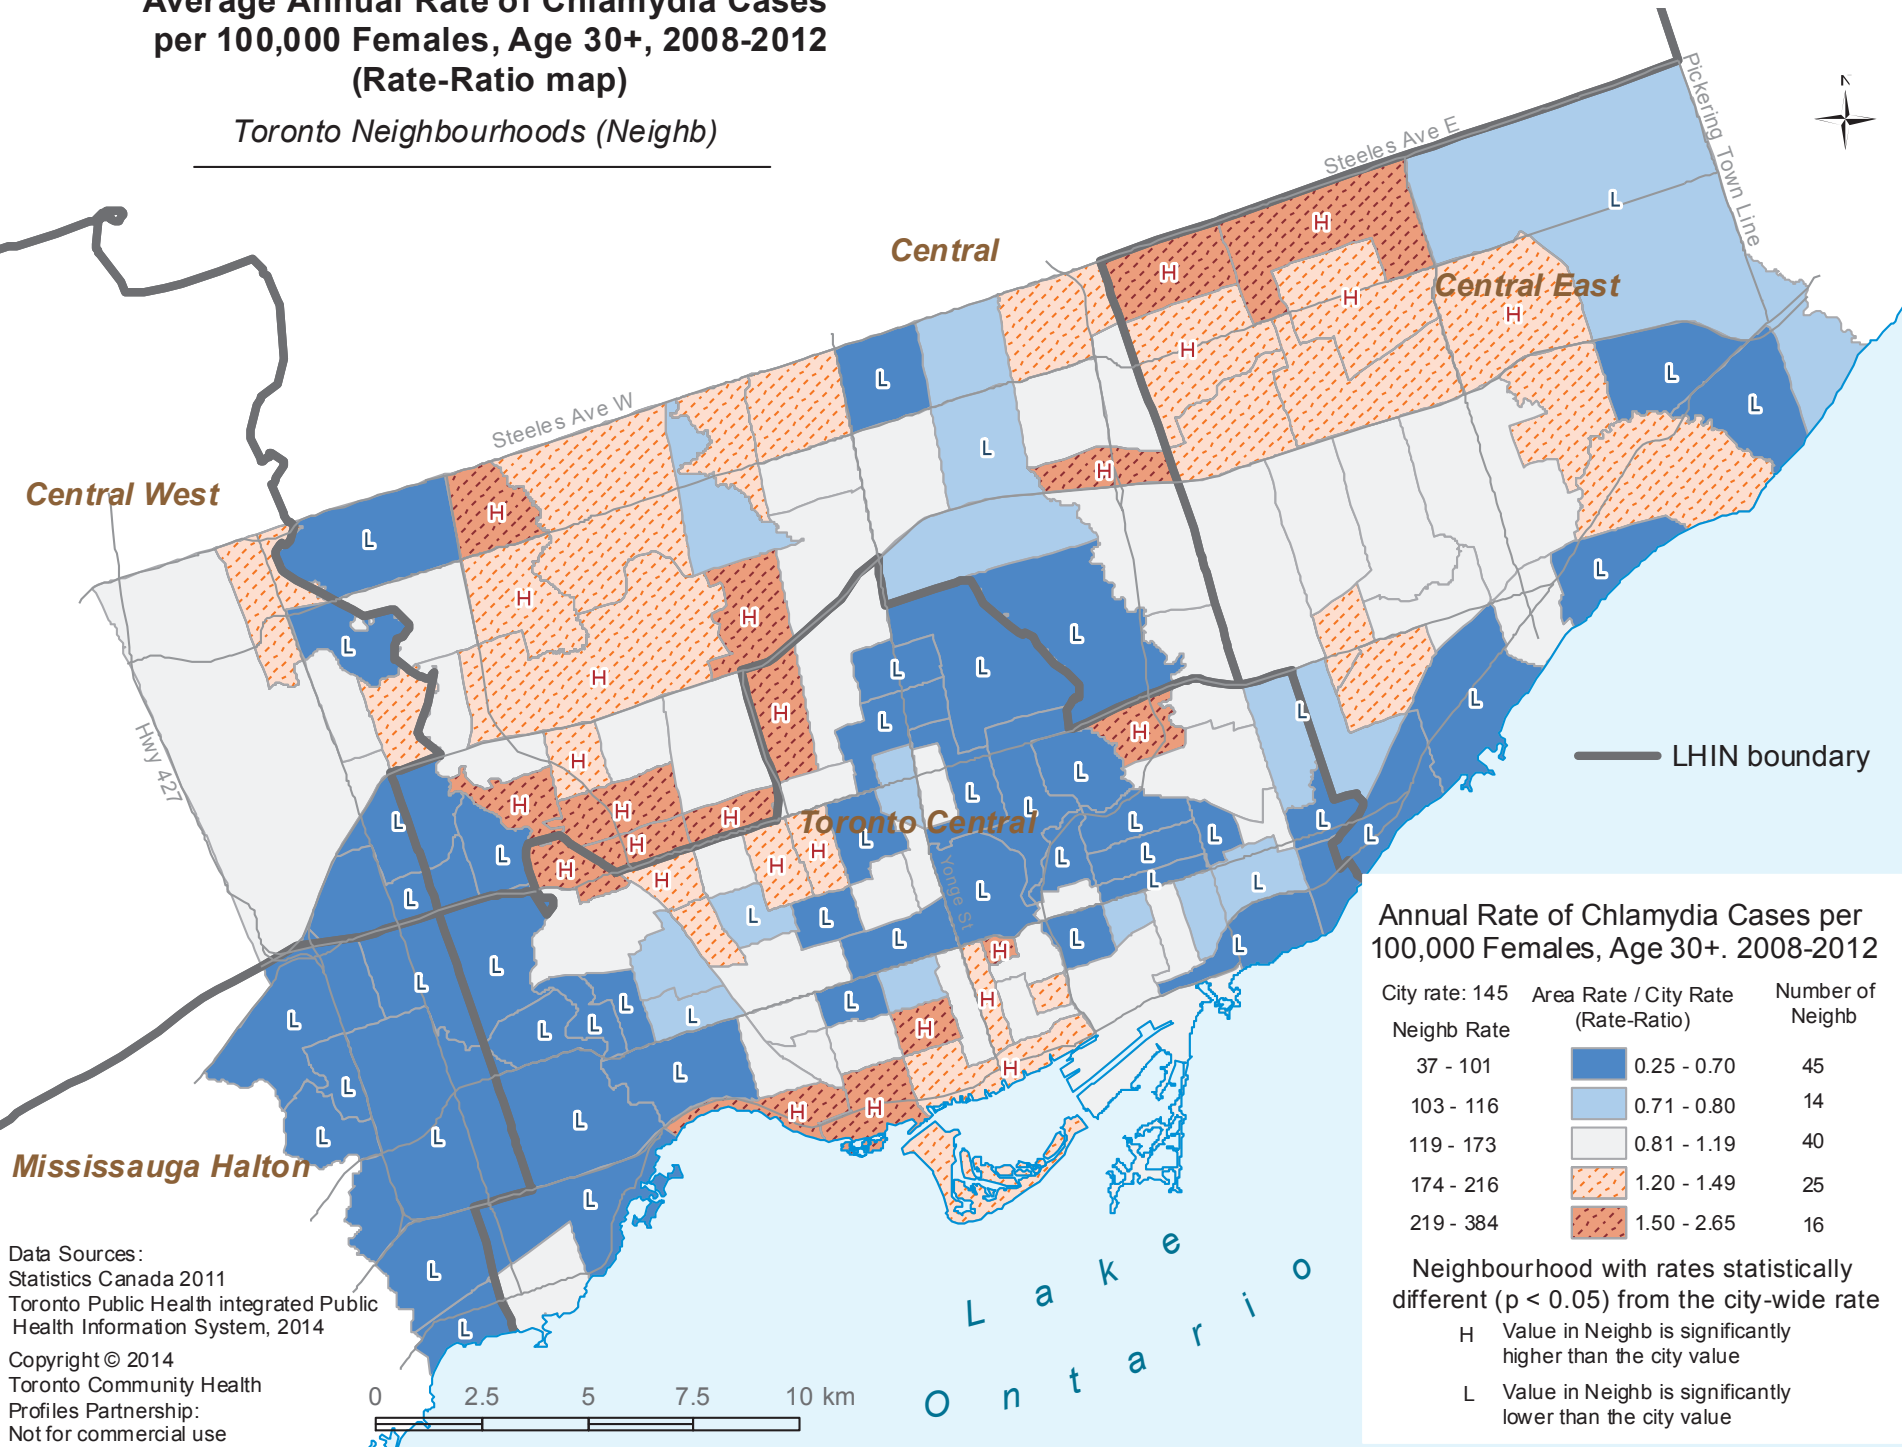 Average Annual Rate of Chlamydia Cases
per 100,000 Females, Age 30+, 2008-2012
(Rate-Ratio map)
Toronto Neighbourhoods (Neighb)
N
Pickering Town Line
Steeles Ave E
Central
Central East
Steeles Ave W
Central West
Hwy 427
LHIN boundary
Toronto Central
Yonge St
Mississauga Halton
H
H
L
H
H
H
L
L
L
L
H
L
H
L
H
L
L
H
H
L
L
L
L
H
L
L
L
H
L
H
H
L
H
L
L
H
H
H
L
L
L
L
L
L
L
L
H
H
L
L
L
H
H
L
L
L
H
L
L
L
L
L
L
L
L
H
L
L
H
L
L
L
L
L
L
H
L
H
L
L
H
H
L
L
L
L
L
L
Lake
Ontario
Annual Rate of Chlamydia Cases per
100,000 Females, Age 30+. 2008-2012
City rate: 145 Area Rate / City Rate Number of
Neighb Rate (Rate-Ratio) Neighb
37 - 101 0.25 - 0.70 45
103 - 116 0.71 - 0.80 14
119 - 173 0.81 - 1.19 40
174 - 216 1.20 - 1.49 25
219 - 384 1.50 - 2.65 16
Neighbourhood with rates statistically
different (p < 0.05) from the city-wide rate
H Value in Neighb is significantly
higher than the city value
L Value in Neighb is significantly
lower than the city value
Data Sources:
Statistics Canada 2011
Toronto Public Health integrated Public
Health Information System, 2014
Copyright © 2014
Toronto Community Health
Profiles Partnership:
Not for commercial use
0 2.5 5 7.5 10 km